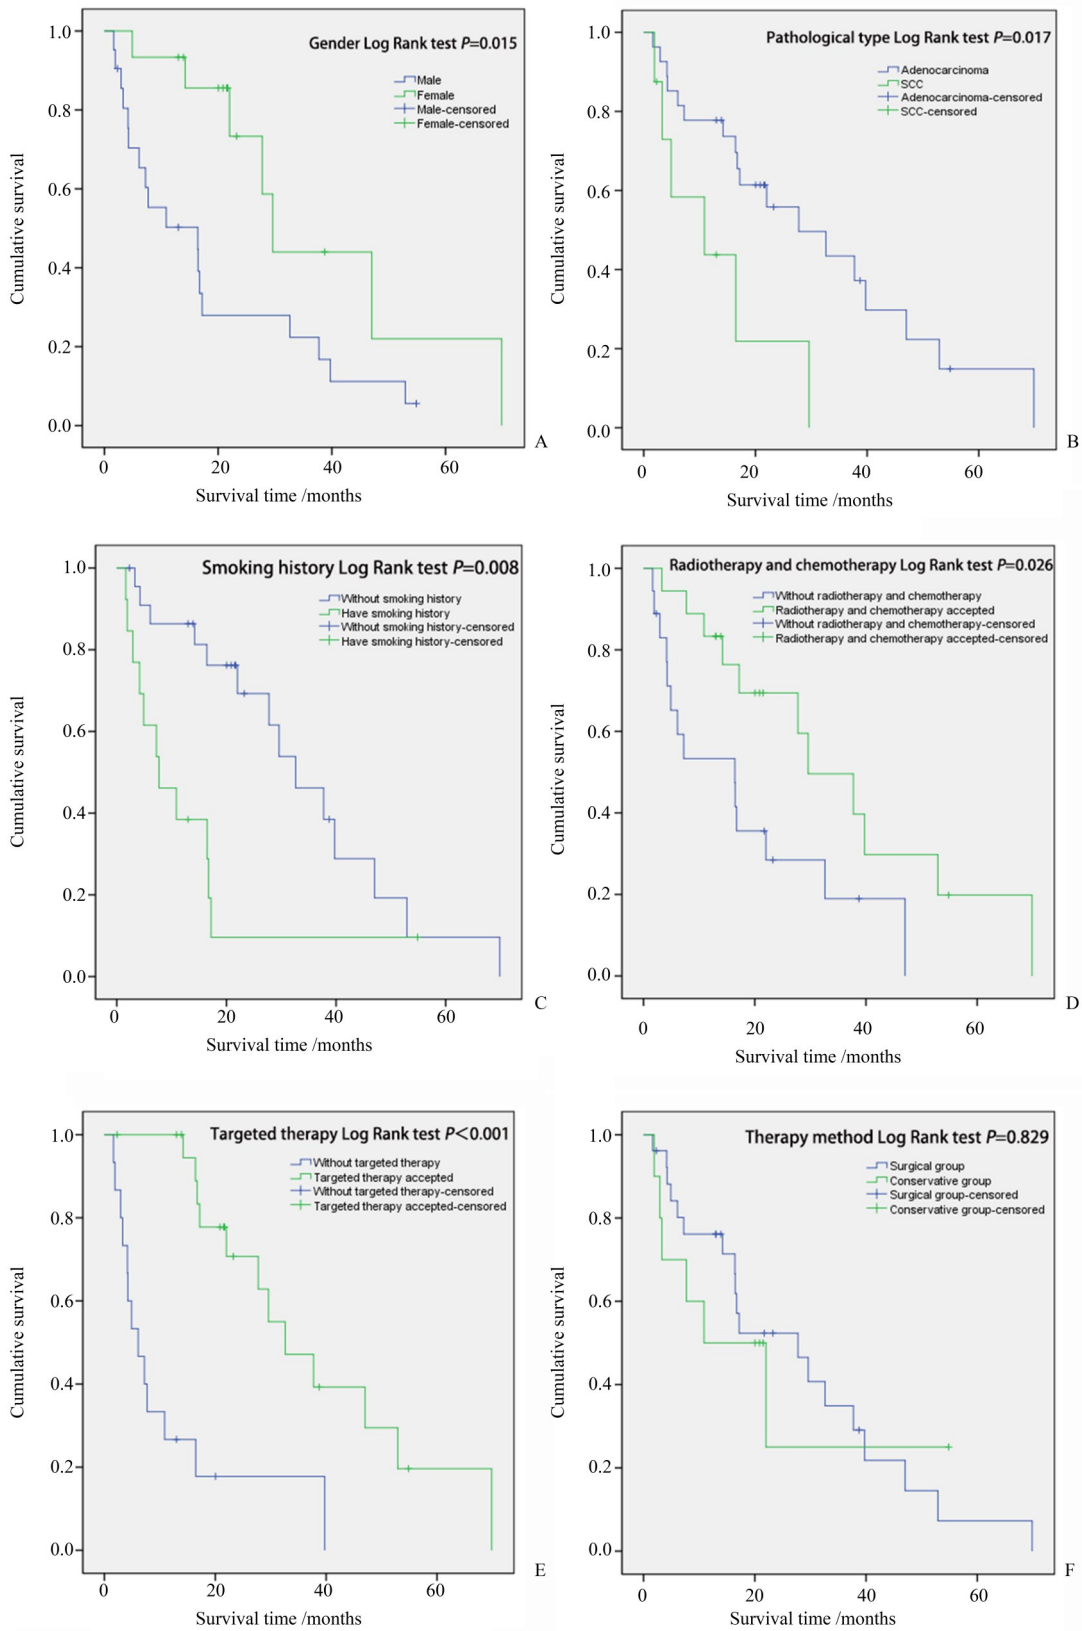 Gender Log Rank test P=0.015
Male
Female
Male-censored
Female-censored
Cumulative survival
1.0
0.8
0.6
0.4
0.2
0.0
0 20 40 60
Survival time /months
A
Pathological type Log Rank test P=0.017
Adenocarcinoma
SCC
Adenocarcinoma-censored
SCC-censored
Cumulative survival
1.0
0.8
0.6
0.4
0.2
0.0
0 20 40 60
Survival time /months
B
Smoking history Log Rank test P=0.008
Without smoking history
Have smoking history
Without smoking history-censored
Have smoking history-censored
Cumulative survival
1.0
0.8
0.6
0.4
0.2
0.0
0 20 40 60
Survival time /months
C
Radiotherapy and chemotherapy Log Rank test P=0.026
Without radiotherapy and chemotherapy
Radiotherapy and chemotherapy accepted
Without radiotherapy and chemotherapy-censored
Radiotherapy and chemotherapy accepted-censored
Cumulative survival
1.0
0.8
0.6
0.4
0.2
0.0
0 20 40 60
Survival time /months
D
Targeted therapy Log Rank test P<0.001
Without targeted therapy
Targeted therapy accepted
Without targeted therapy-censored
Targeted therapy accepted-censored
Cumulative survival
1.0
0.8
0.6
0.4
0.2
0.0
0 20 40 60
Survival time /months
E
Therapy method Log Rank test P=0.829
Surgical group
Conservative group
Surgical group-censored
Conservative group-censored
Cumulative survival
1.0
0.8
0.6
0.4
0.2
0.0
0 20 40 60
Survival time /months
F